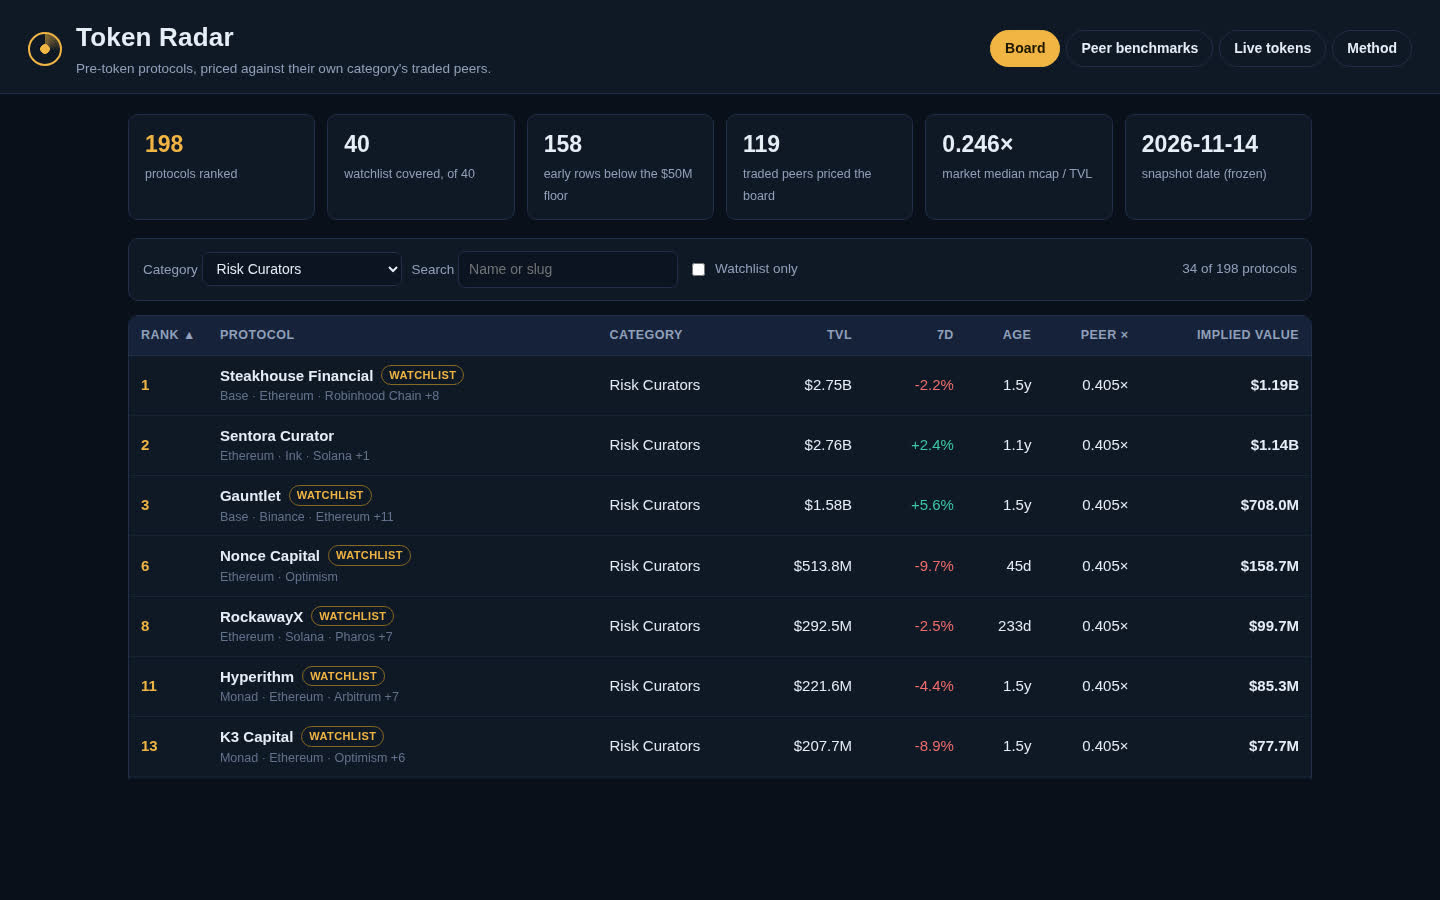 Token Radar
Pre-token protocols, priced against their own category's traded peers.
Board
Peer benchmarks
Live tokens
Method
198
protocols ranked
40
watchlist covered, of 40
158
early rows below the $50M
floor
119
traded peers priced the
board
0.246×
market median mcap / TVL
2026-11-14
snapshot date (frozen)
Category Risk Curators Search Name or slug Watchlist only 34 of 198 protocols
RANK ▲ PROTOCOL CATEGORY TVL 7D AGE PEER × IMPLIED VALUE
1 Steakhouse Financial WATCHLIST Risk Curators $2.75B -2.2% 1.5y 0.405× $1.19B
Base · Ethereum · Robinhood Chain +8
2 Sentora Curator Risk Curators $2.76B +2.4% 1.1y 0.405× $1.14B
Ethereum · Ink · Solana +1
3 Gauntlet WATCHLIST Risk Curators $1.58B +5.6% 1.5y 0.405× $708.0M
Base · Binance · Ethereum +11
6 Nonce Capital WATCHLIST Risk Curators $513.8M -9.7% 45d 0.405× $158.7M
Ethereum · Optimism
8 RockawayX WATCHLIST Risk Curators $292.5M -2.5% 233d 0.405× $99.7M
Ethereum · Solana · Pharos +7
11 Hyperithm WATCHLIST Risk Curators $221.6M -4.4% 1.5y 0.405× $85.3M
Monad · Ethereum · Arbitrum +7
13 K3 Capital WATCHLIST Risk Curators $207.7M -8.9% 1.5y 0.405× $77.7M
Monad · Ethereum · Optimism +6